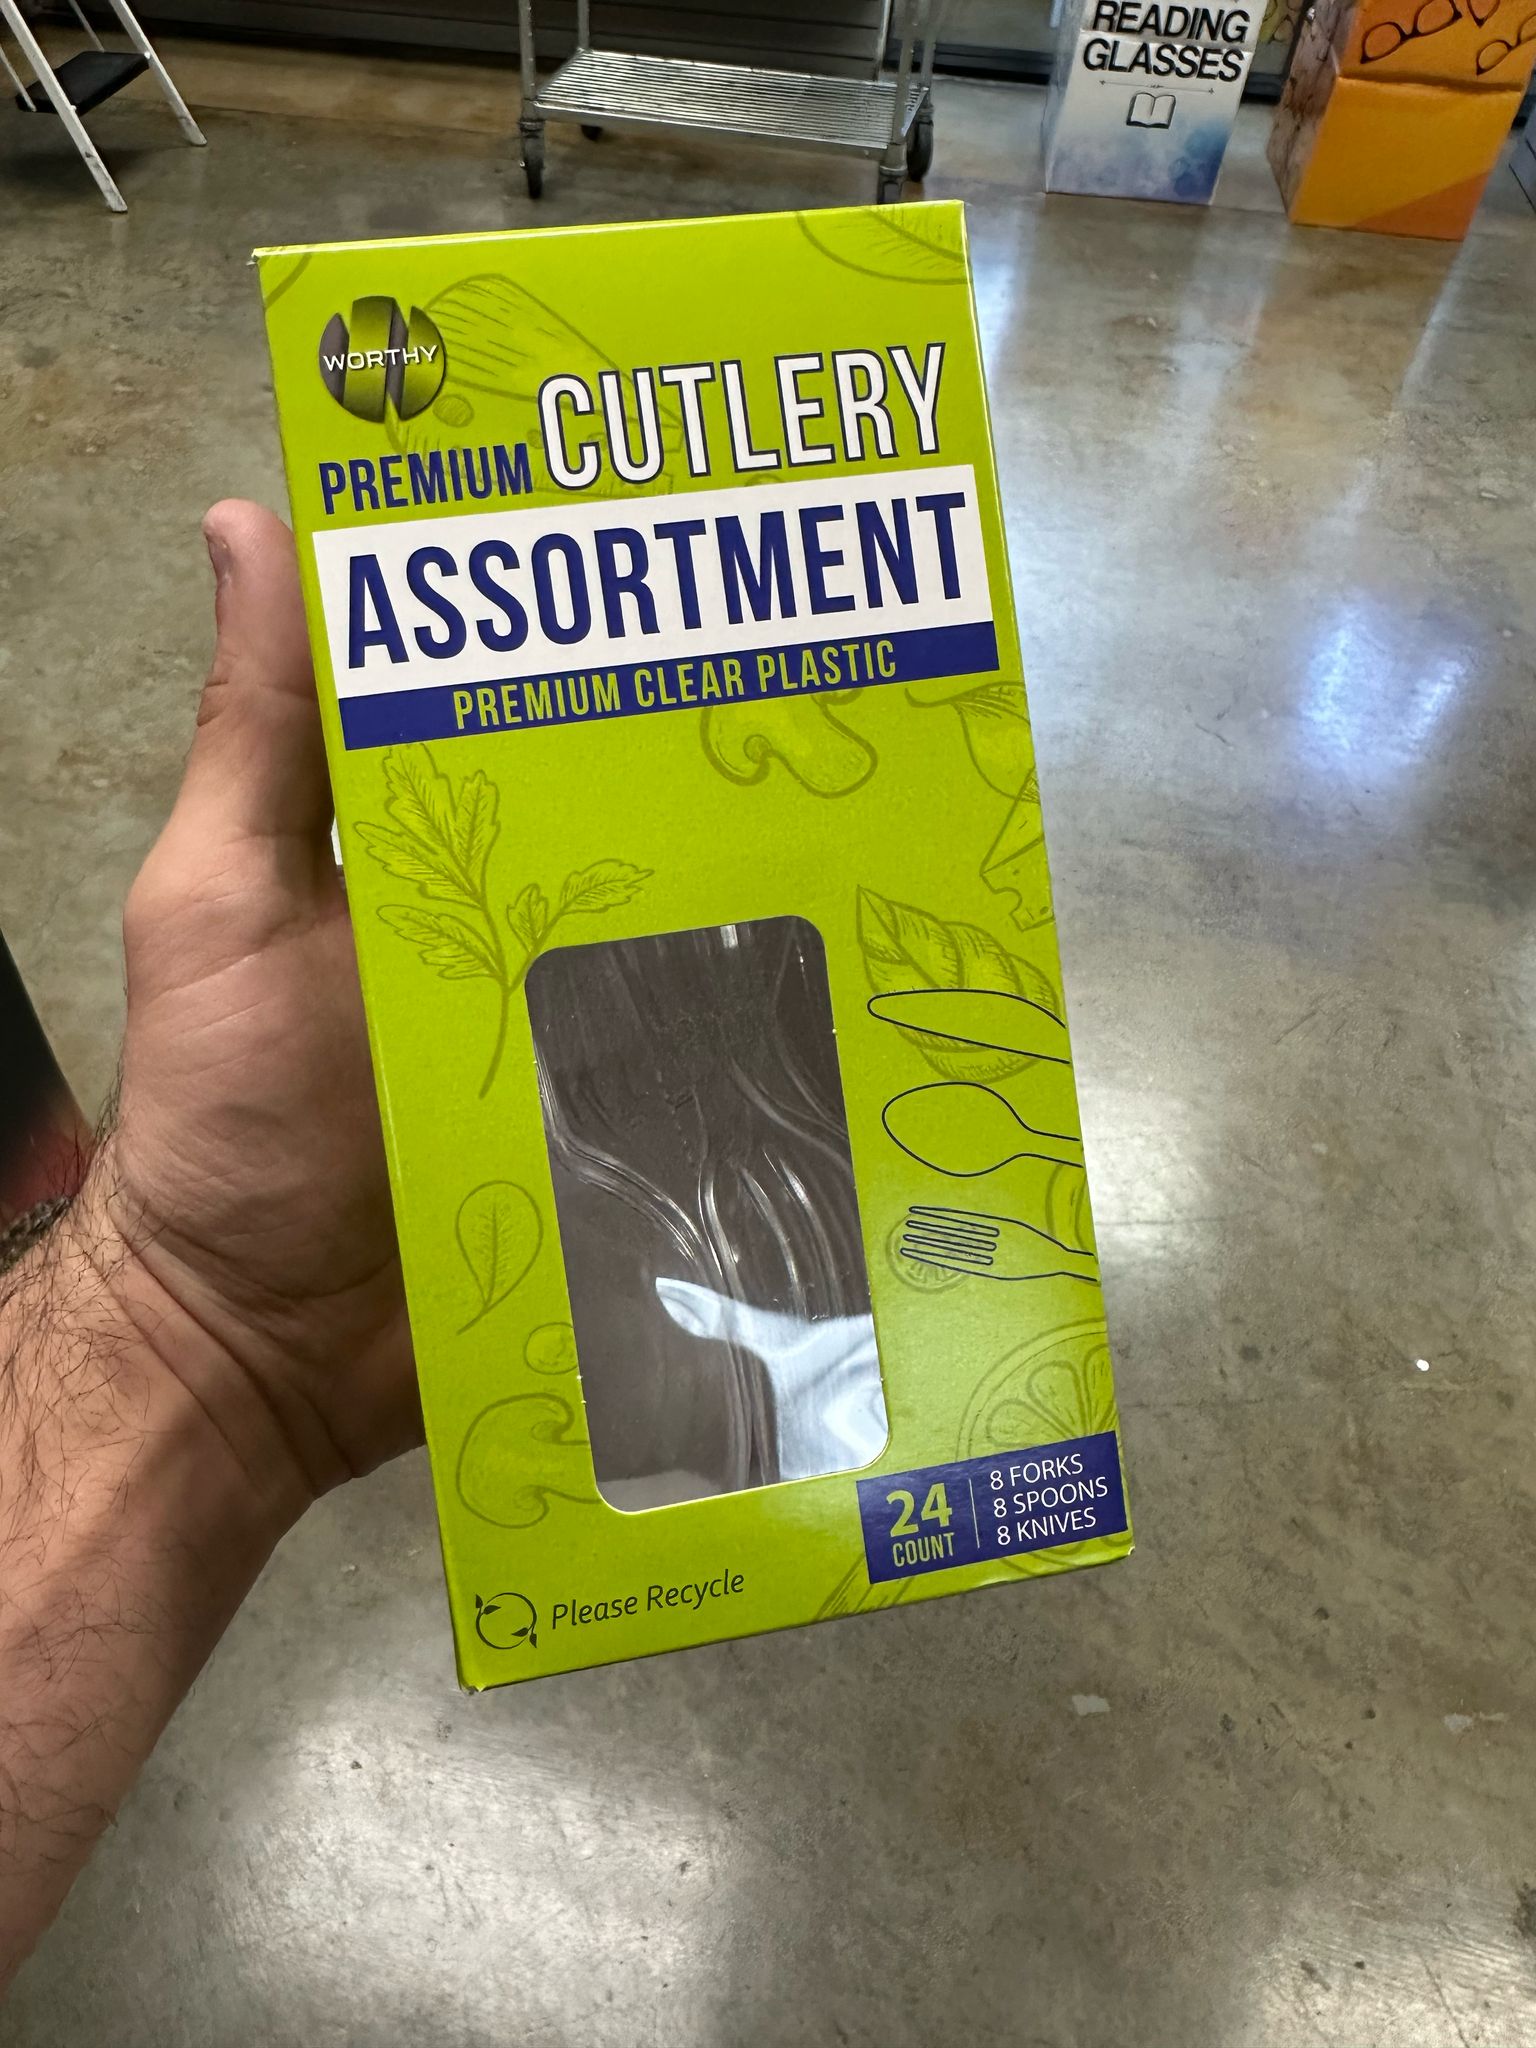 READING
GLASSES
WORTHY
PREMIUM CUTLERY
ASSORTMENT
PREMIUM CLEAR PLASTIC
24
COUNT
8 FORKS
8 SPOONS
8 KNIVES
Please Recycle